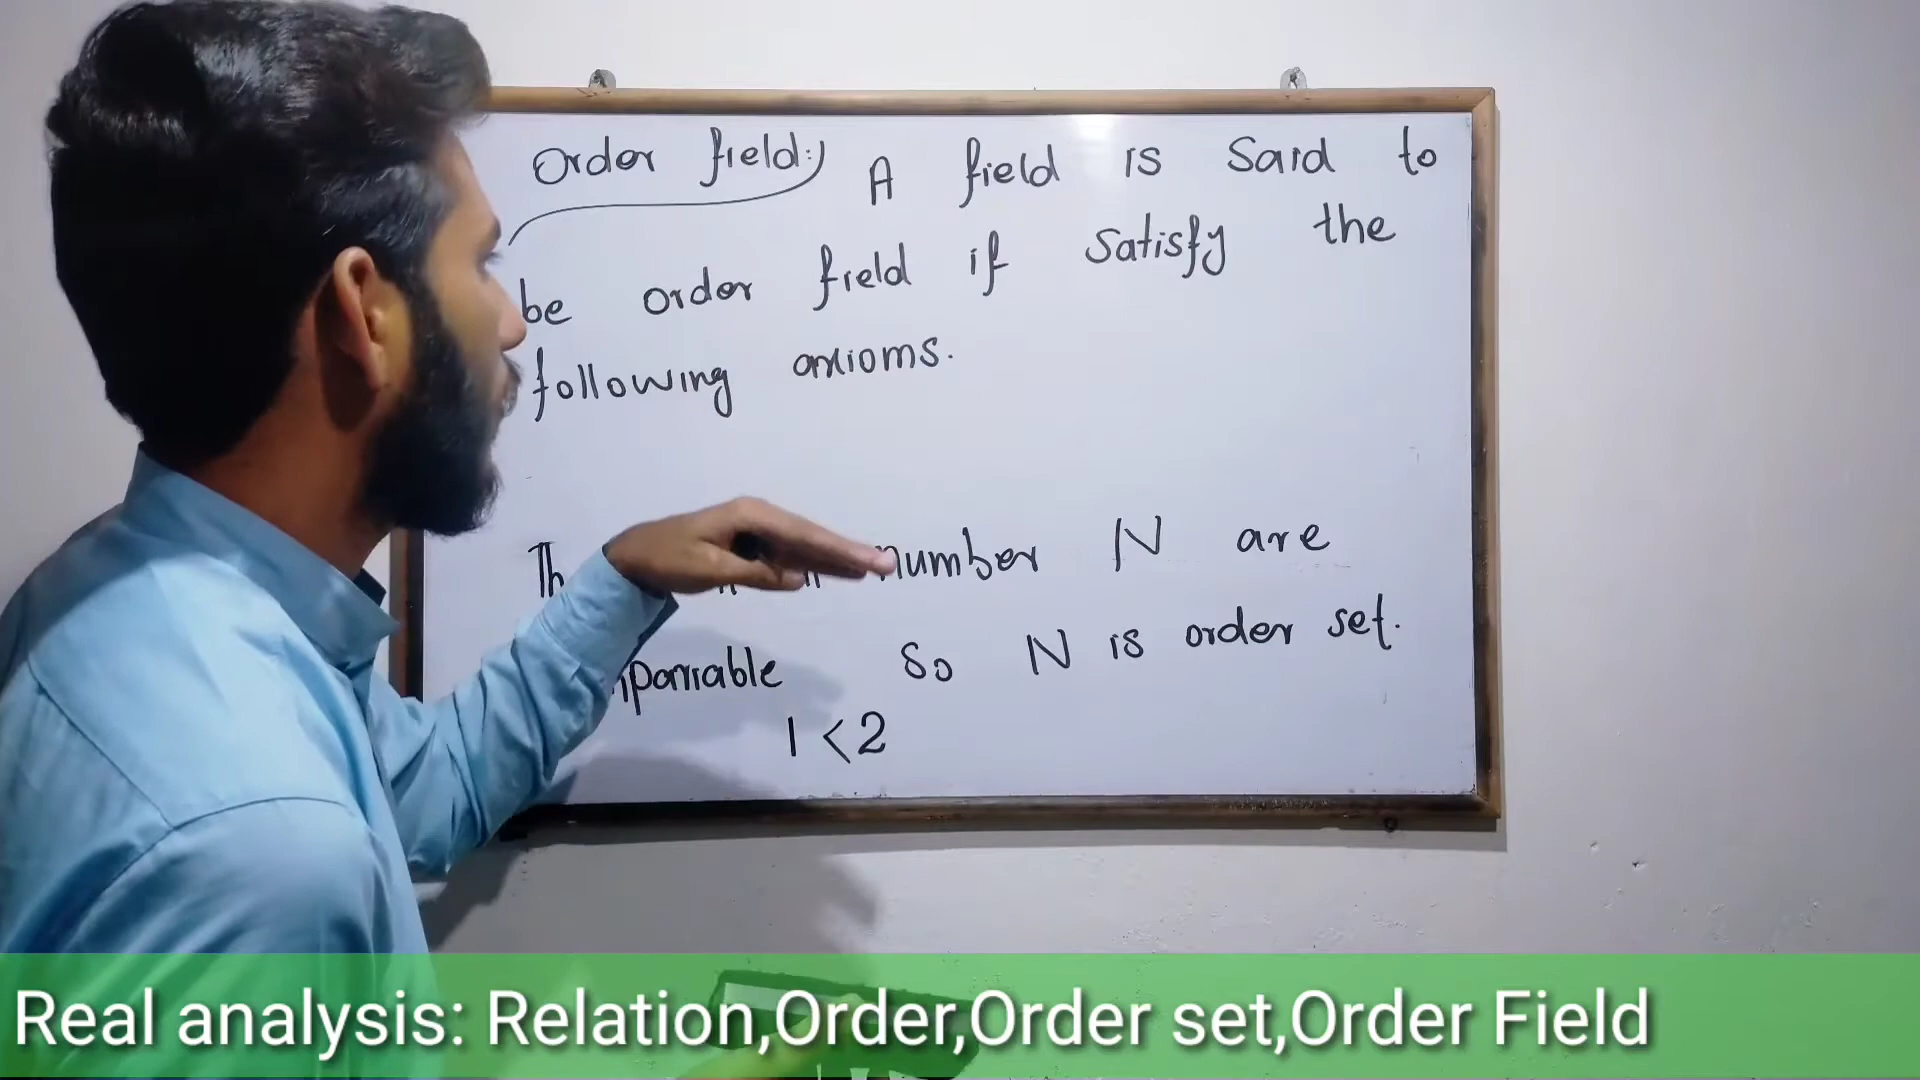 Order field:) A field is said to
be order field if satisfy the
following axioms.
number N are
So N is order set.
1 < 2
Real analysis: Relation,Order,Order set,Order Field